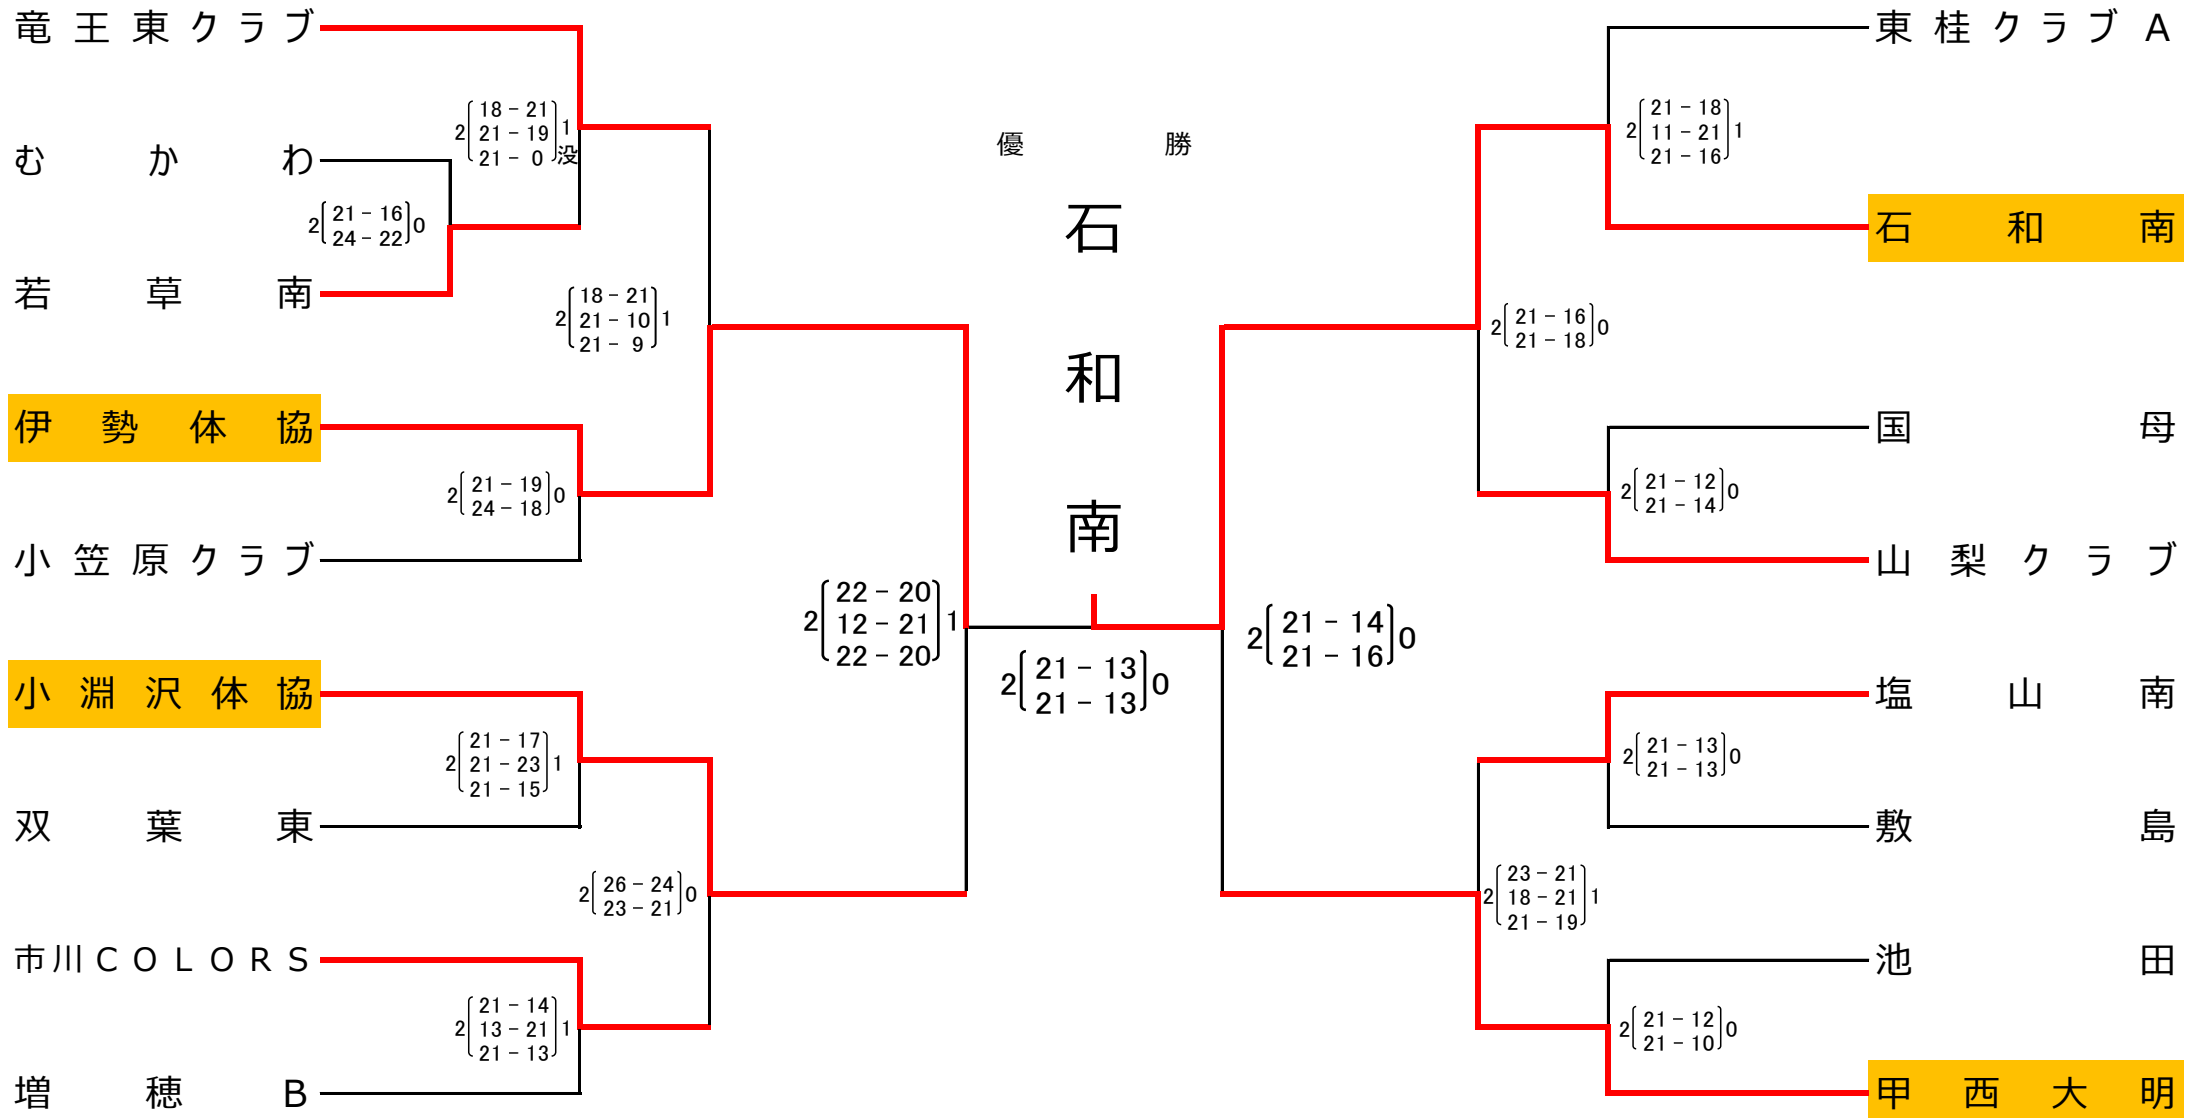 竜王東クラブ
2 18－21 1
21－19
21－ 0 没
むかわ
2 21－16 0
24－22
若草南
2 18－21 1
21－10
21－ 9
伊勢体協
2 21－19 0
24－18
小笠原クラブ
2 22－20 1
12－21
22－20
小淵沢体協
2 21－17 1
21－23
21－15
双葉東
2 26－24 0
23－21
市川COLORS
2 21－14 1
13－21
21－13
増穂B
優勝
石和南
2 21－13 0
21－13
東桂クラブA
2 21－18 1
11－21
21－16
石和南
2 21－16 0
21－18
国母
2 21－12 0
21－14
山梨クラブ
2 21－14 0
21－16
塩山南
2 21－13 0
21－13
敷島
2 23－21 1
18－21
21－19
池田
2 21－12 0
21－10
甲西大明